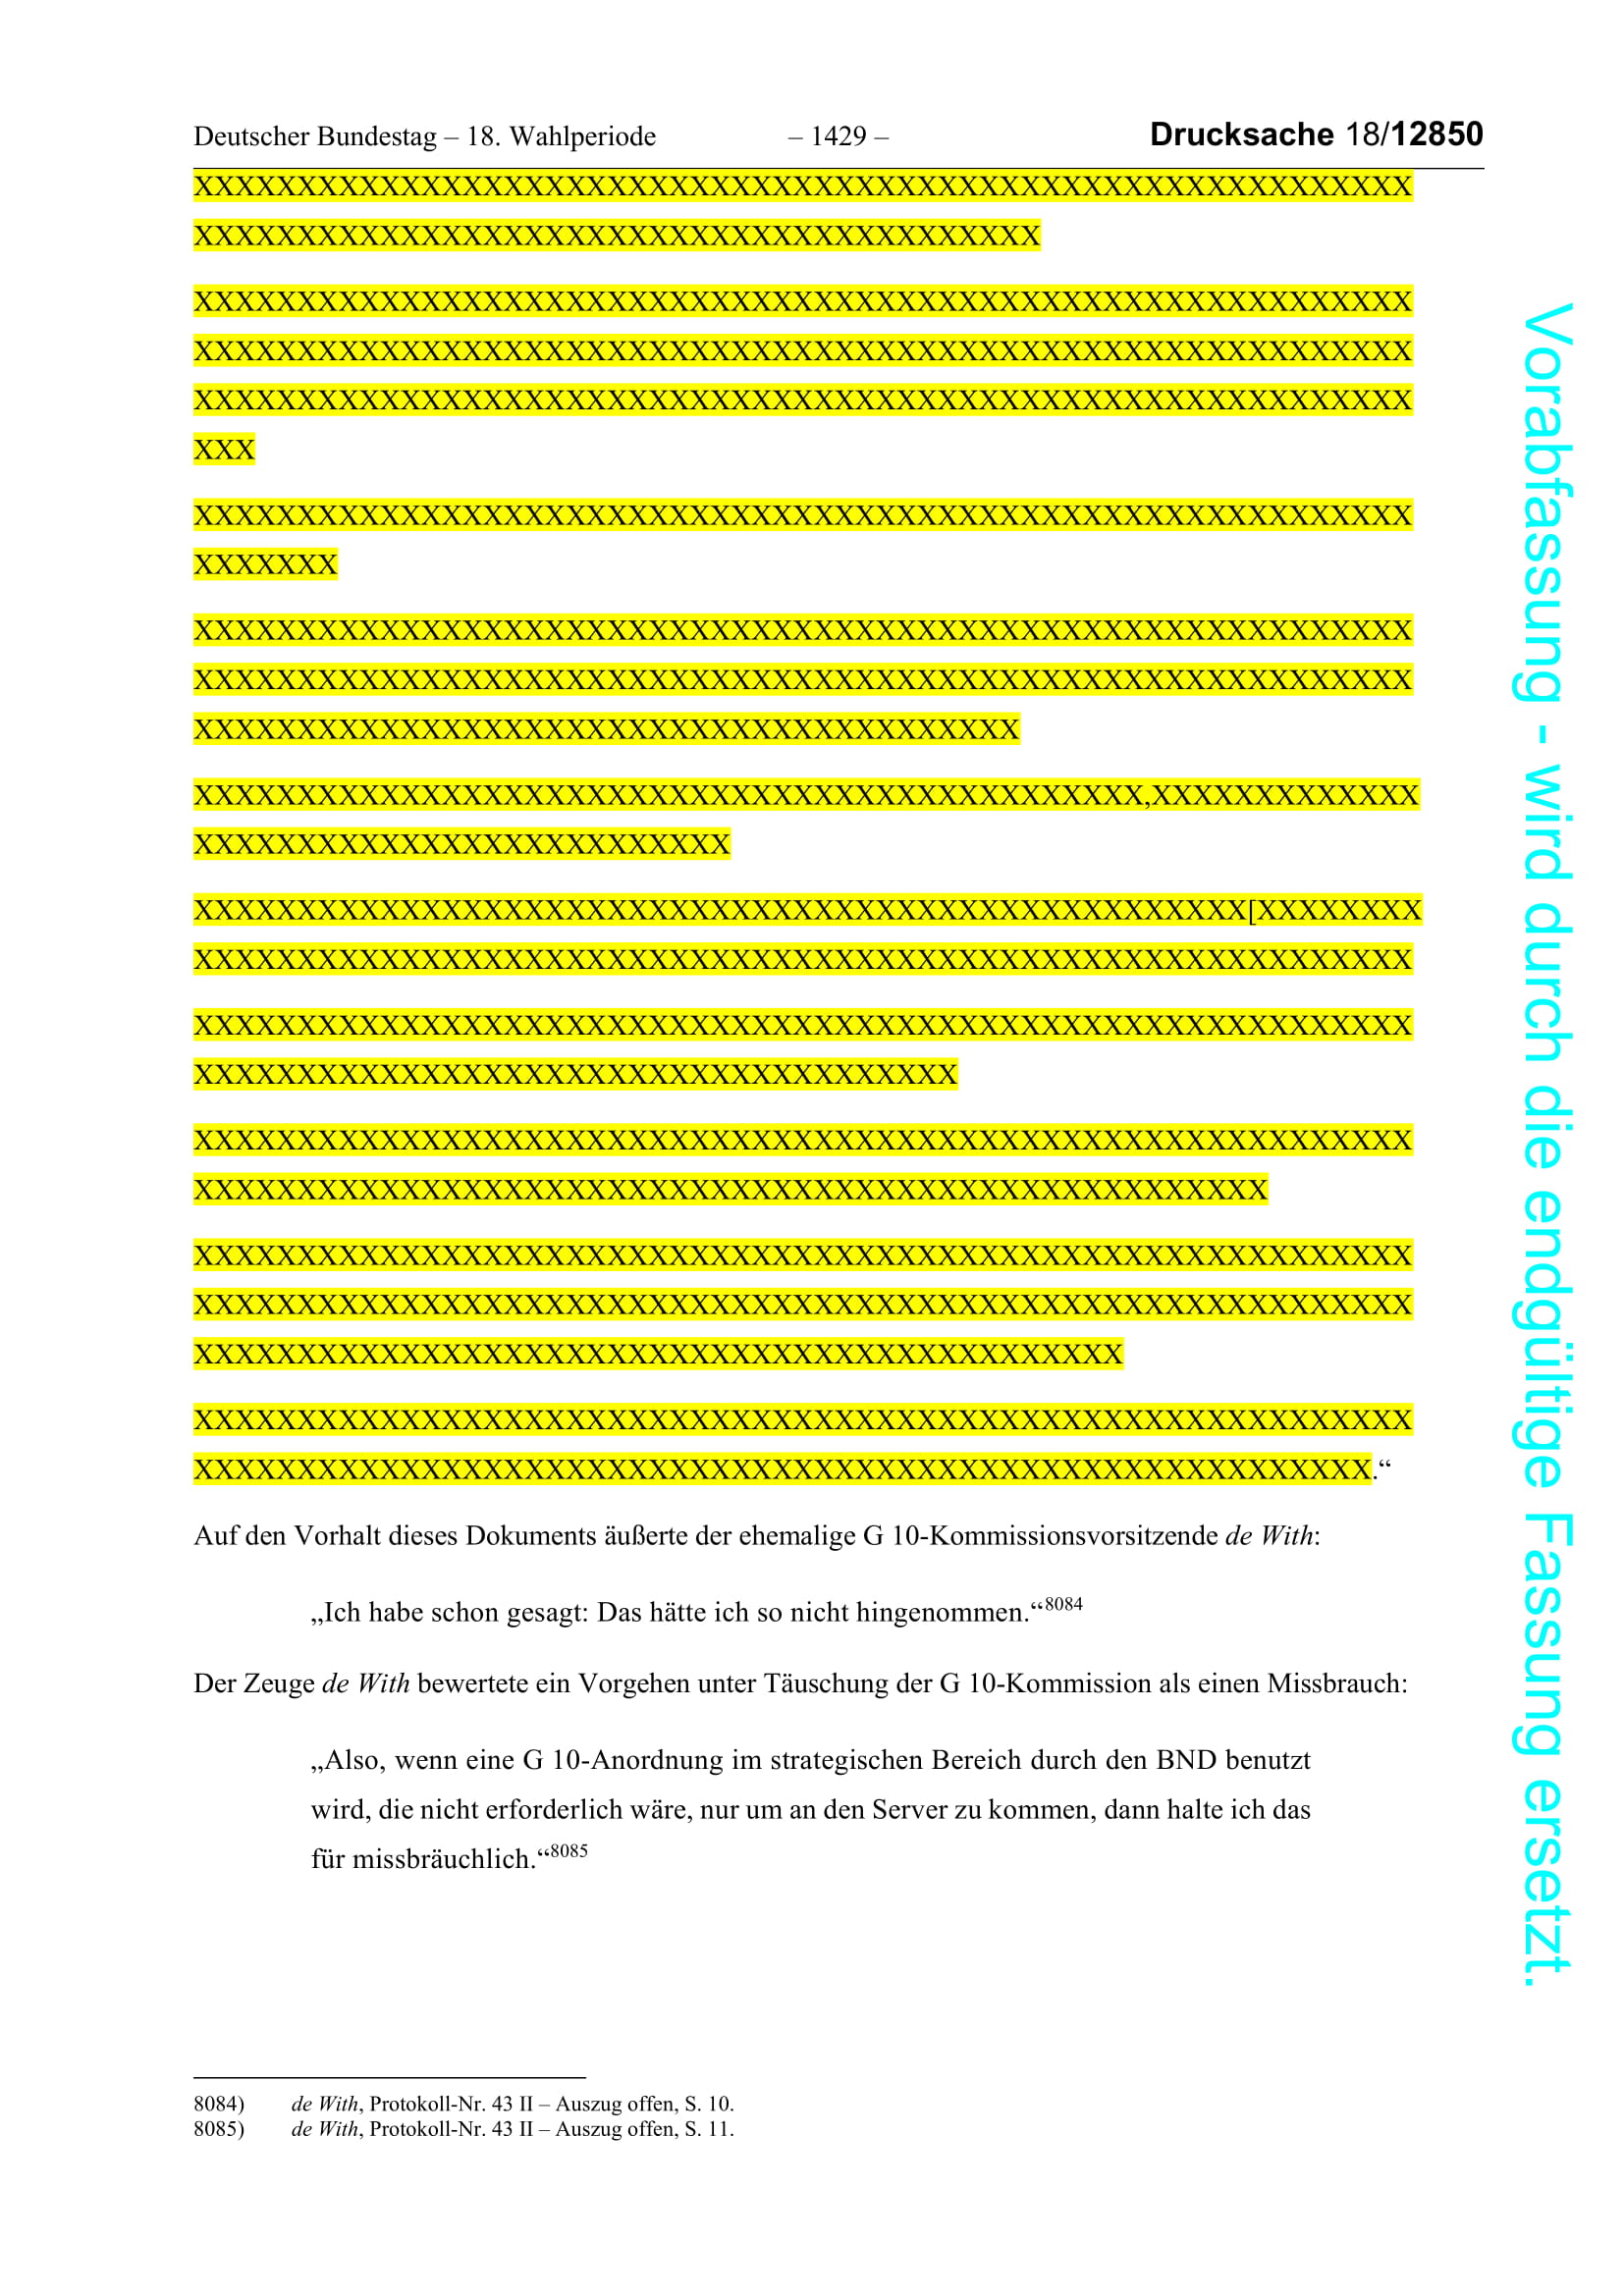 Deutscher Bundestag – 18. Wahlperiode – 1429 – Drucksache 18/12850
XXXXXXXXXXXXXXXXXXXXXXXXXXXXXXXXXXXXXXXXXXXXXXXXXXXXXXXXXXX
XXXXXXXXXXXXXXXXXXXXXXXXXXXXXXXXXXXXXXXXX
XXXXXXXXXXXXXXXXXXXXXXXXXXXXXXXXXXXXXXXXXXXXXXXXXXXXXXXXXXX
XXXXXXXXXXXXXXXXXXXXXXXXXXXXXXXXXXXXXXXXXXXXXXXXXXXXXXXXXXX
XXXXXXXXXXXXXXXXXXXXXXXXXXXXXXXXXXXXXXXXXXXXXXXXXXXXXXXXXXX
XXX
XXXXXXXXXXXXXXXXXXXXXXXXXXXXXXXXXXXXXXXXXXXXXXXXXXXXXXXXXXX
XXXXXXX
XXXXXXXXXXXXXXXXXXXXXXXXXXXXXXXXXXXXXXXXXXXXXXXXXXXXXXXXXXX
XXXXXXXXXXXXXXXXXXXXXXXXXXXXXXXXXXXXXXXXXXXXXXXXXXXXXXXXXXX
XXXXXXXXXXXXXXXXXXXXXXXXXXXXXXXXXXXXXXXX
XXXXXXXXXXXXXXXXXXXXXXXXXXXXXXXXXXXXXXXXXXXXXX,XXXXXXXXXXXXX
XXXXXXXXXXXXXXXXXXXXXXXXXX
XXXXXXXXXXXXXXXXXXXXXXXXXXXXXXXXXXXXXXXXXXXXXXXXXXX[XXXXXXXX
XXXXXXXXXXXXXXXXXXXXXXXXXXXXXXXXXXXXXXXXXXXXXXXXXXXXXXXXXXX
XXXXXXXXXXXXXXXXXXXXXXXXXXXXXXXXXXXXXXXXXXXXXXXXXXXXXXXXXXX
XXXXXXXXXXXXXXXXXXXXXXXXXXXXXXXXXXXXX
XXXXXXXXXXXXXXXXXXXXXXXXXXXXXXXXXXXXXXXXXXXXXXXXXXXXXXXXXXX
XXXXXXXXXXXXXXXXXXXXXXXXXXXXXXXXXXXXXXXXXXXXXXXXXXXX
XXXXXXXXXXXXXXXXXXXXXXXXXXXXXXXXXXXXXXXXXXXXXXXXXXXXXXXXXXX
XXXXXXXXXXXXXXXXXXXXXXXXXXXXXXXXXXXXXXXXXXXXXXXXXXXXXXXXXXX
XXXXXXXXXXXXXXXXXXXXXXXXXXXXXXXXXXXXXXXXXXXXX
XXXXXXXXXXXXXXXXXXXXXXXXXXXXXXXXXXXXXXXXXXXXXXXXXXXXXXXXXXX
XXXXXXXXXXXXXXXXXXXXXXXXXXXXXXXXXXXXXXXXXXXXXXXXXXXXXXXXX.“
Auf den Vorhalt dieses Dokuments äußerte der ehemalige G 10-Kommissionsvorsitzende de With:
„Ich habe schon gesagt: Das hätte ich so nicht hingenommen.“8084
Der Zeuge de With bewertete ein Vorgehen unter Täuschung der G 10-Kommission als einen Missbrauch:
„Also, wenn eine G 10-Anordnung im strategischen Bereich durch den BND benutzt
wird, die nicht erforderlich wäre, nur um an den Server zu kommen, dann halte ich das
für missbräuchlich.“8085
8084) de With, Protokoll-Nr. 43 II – Auszug offen, S. 10.
8085) de With, Protokoll-Nr. 43 II – Auszug offen, S. 11.
Vorabfassung - wird durch die endgültige Fassung ersetzt.